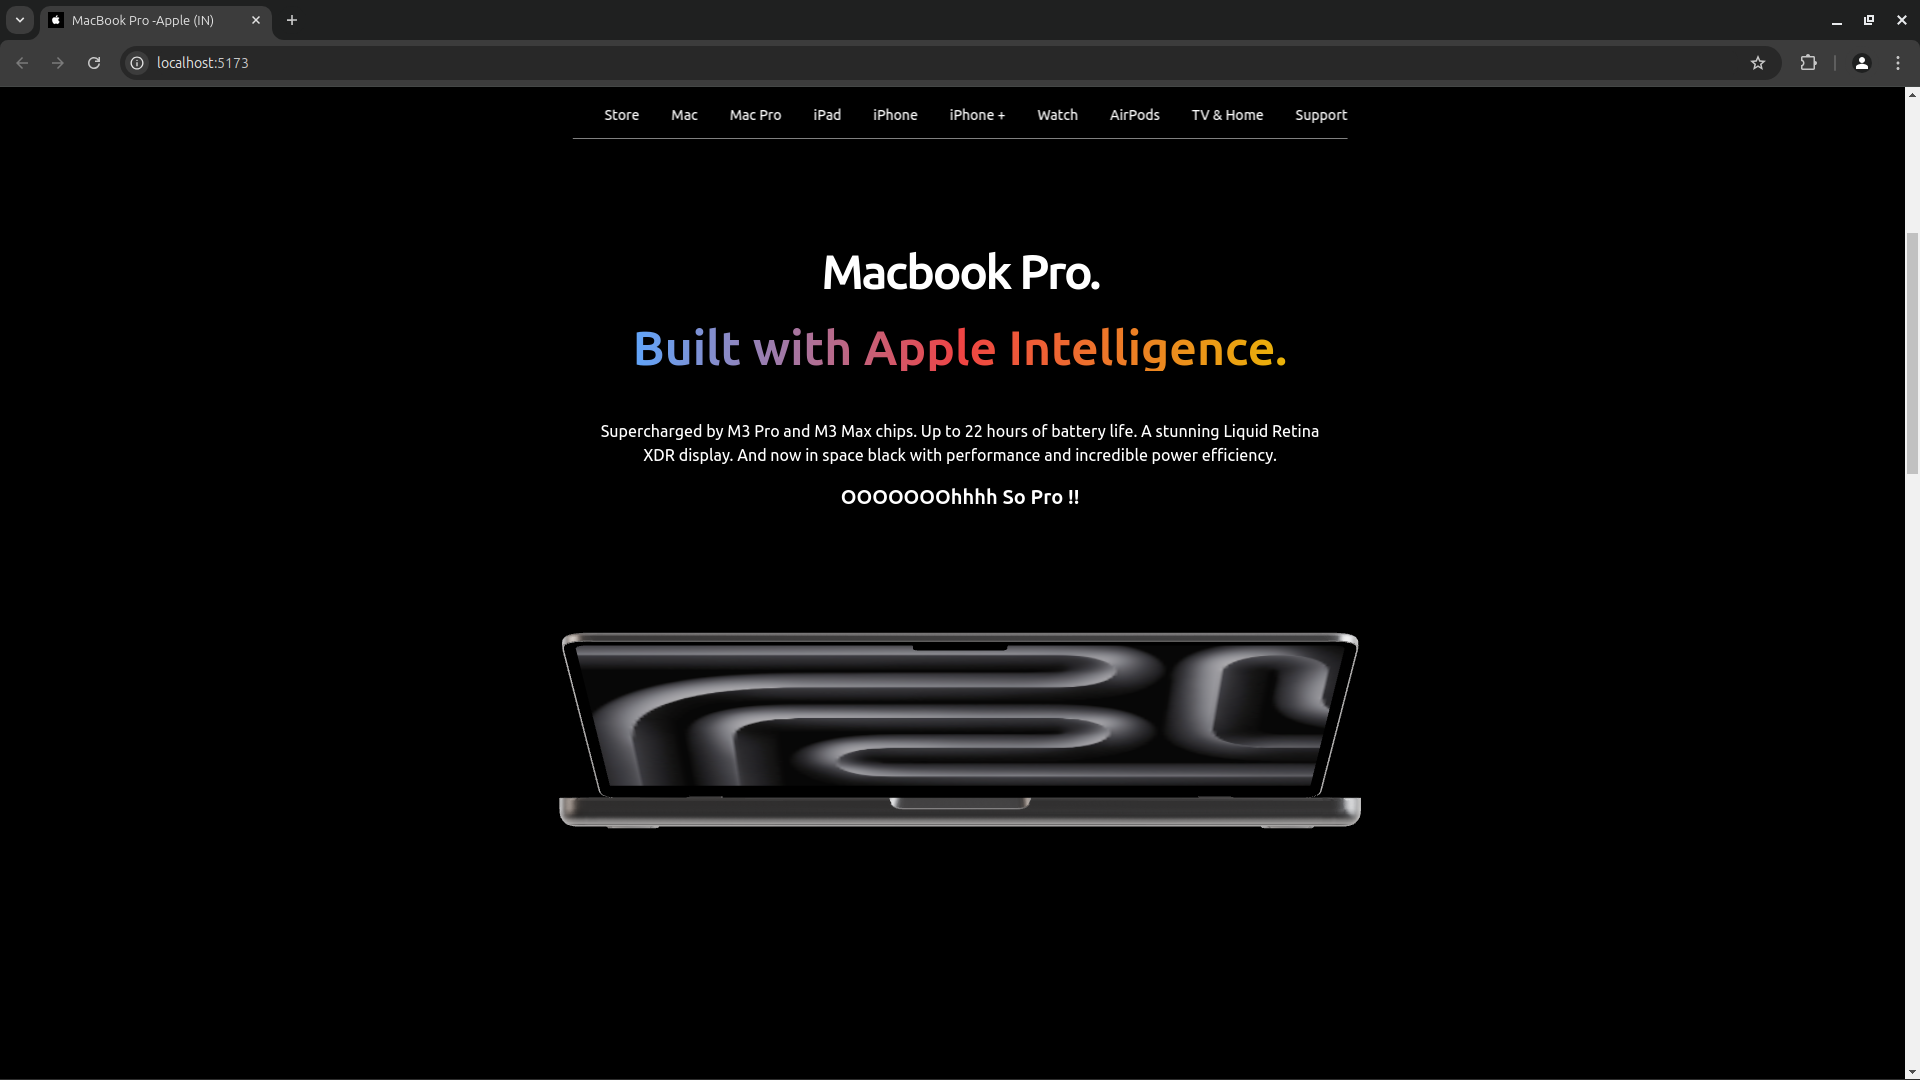 MacBook Pro -Apple (IN)
localhost:5173
Store Mac Mac Pro iPad iPhone iPhone + Watch AirPods TV & Home Support
Macbook Pro.
Built with Apple Intelligence.
Supercharged by M3 Pro and M3 Max chips. Up to 22 hours of battery life. A stunning Liquid Retina
XDR display. And now in space black with performance and incredible power efficiency.
OOOOOOOhhhh So Pro !!